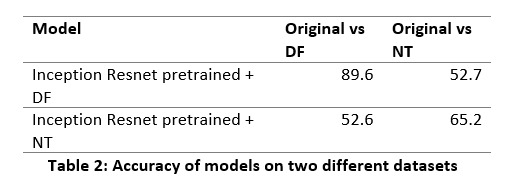 Model Original vs Original vs
DF NT
Inception Resnet pretrained + 89.6 52.7
DF
Inception Resnet pretrained + 52.6 65.2
NT
Table 2: Accuracy of models on two different datasets